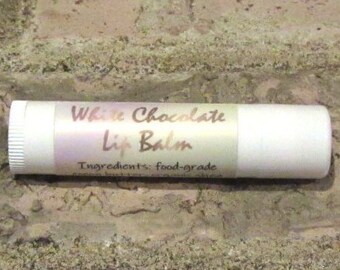 White Chocolate
Lip Balm
Ingredients: food-grade